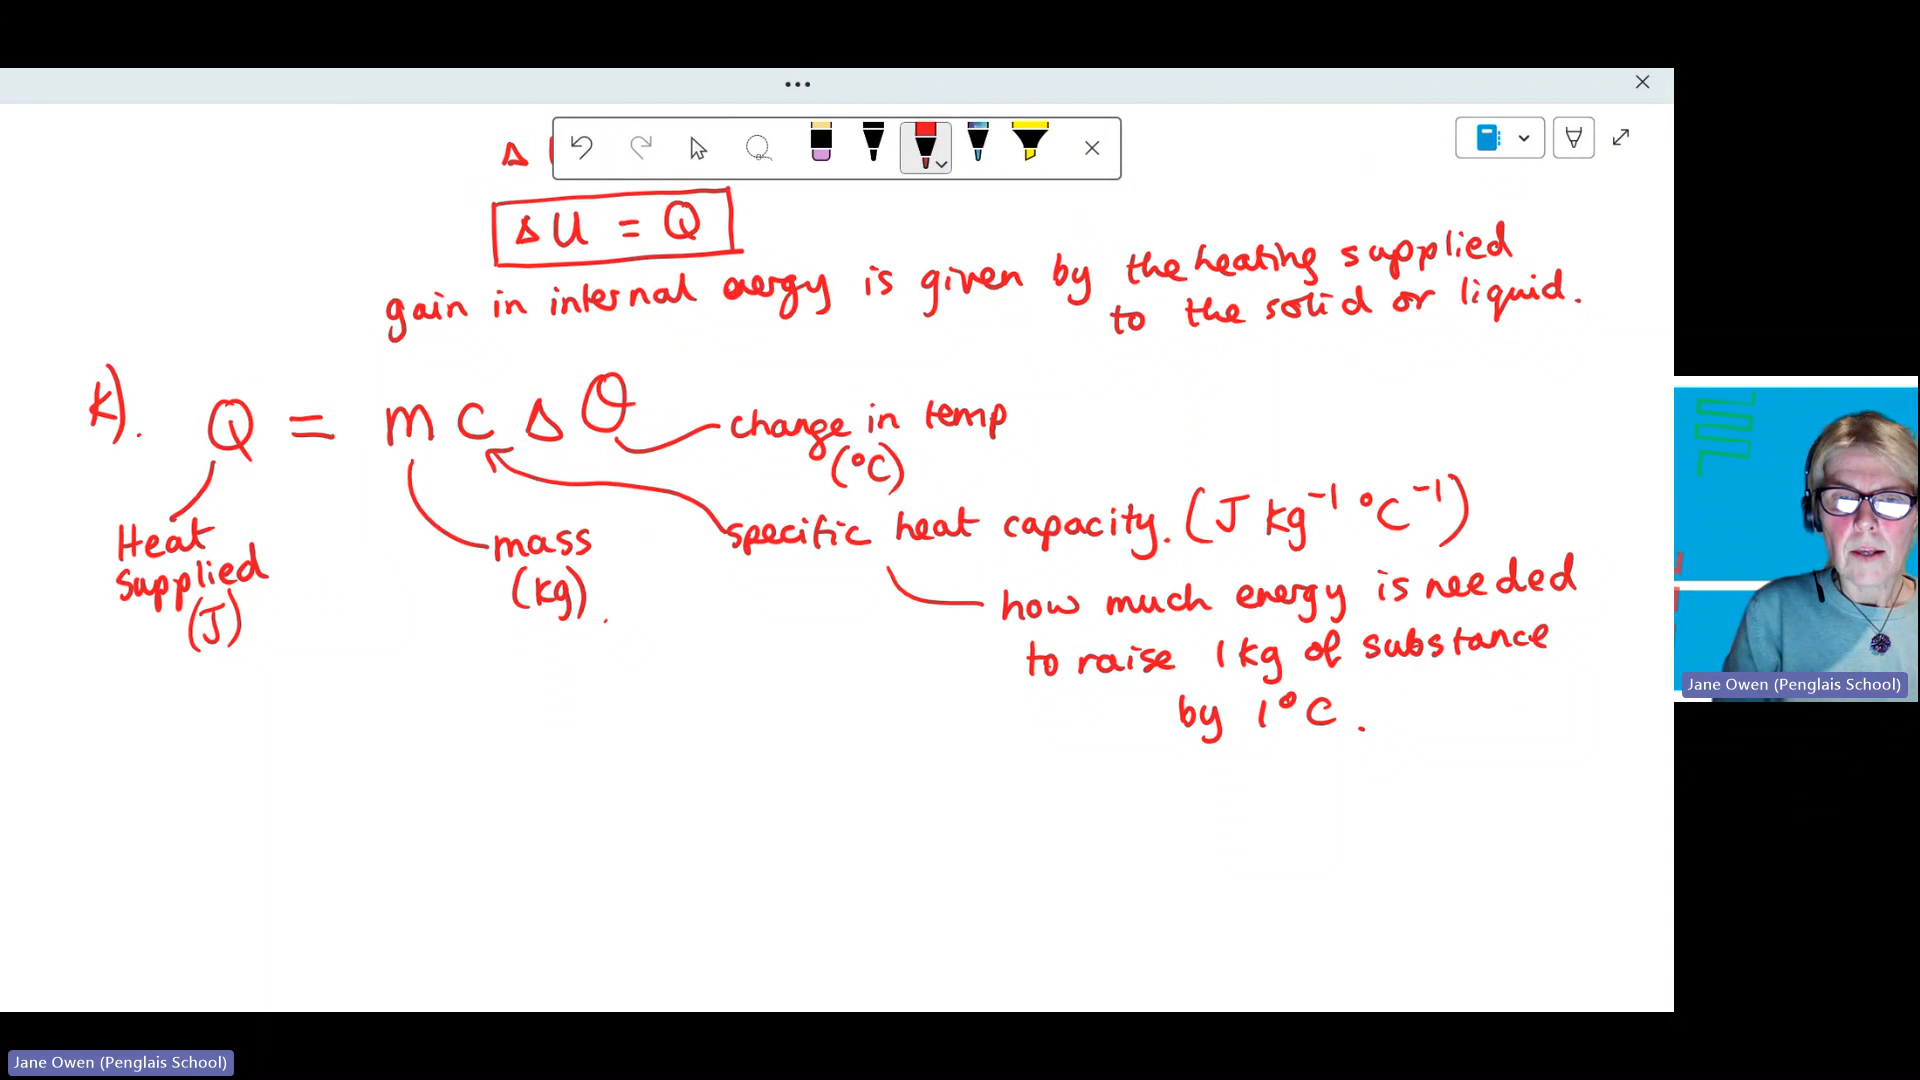 Δ
ΔU = Q
gain in internal energy is given by the heating supplied
to the solid or liquid.
K). Q = m c Δ θ
change in temp
(°C)
specific heat capacity. (J kg⁻¹ °C⁻¹)
Heat
supplied
(J)
mass
(kg).
how much energy is needed
to raise 1 kg of substance
by 1°C.
Jane Owen (Penglais School)
Jane Owen (Penglais School)